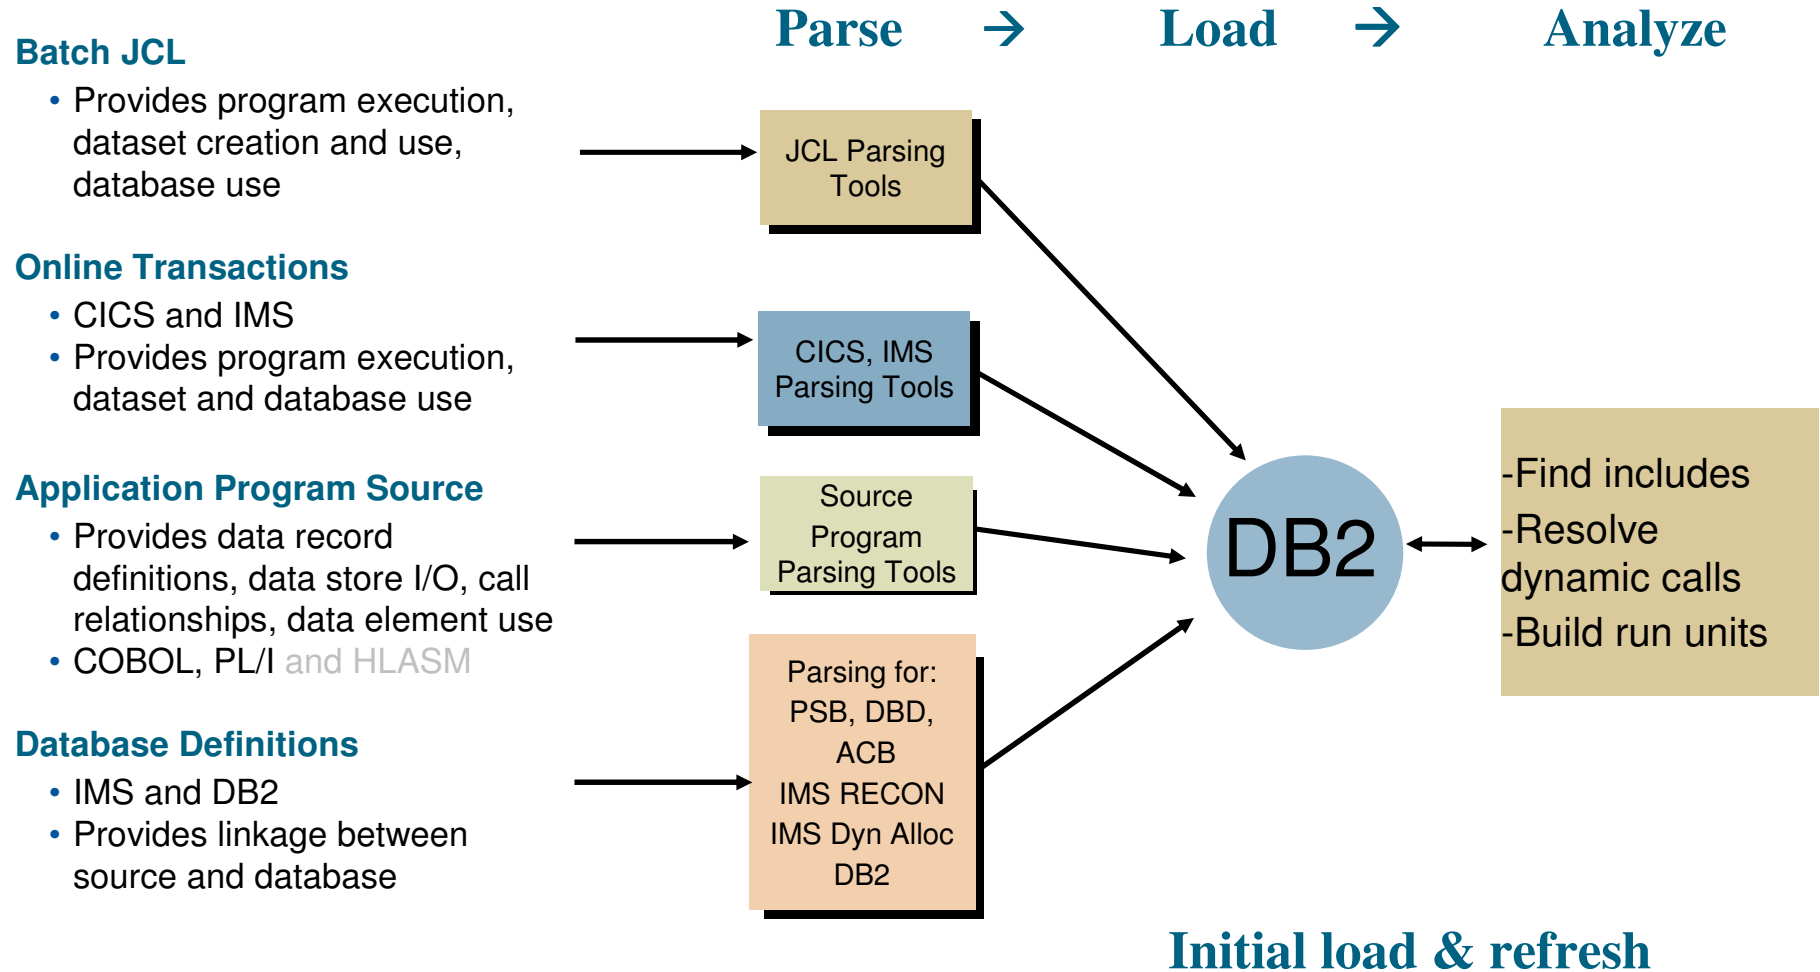 Parse → Load → Analyze
Batch JCL
• Provides program execution,
dataset creation and use,
database use
Online Transactions
• CICS and IMS
• Provides program execution,
dataset and database use
Application Program Source
• Provides data record
definitions, data store I/O, call
relationships, data element use
• COBOL, PL/I and HLASM
Database Definitions
• IMS and DB2
• Provides linkage between
source and database
JCL Parsing
Tools
CICS, IMS
Parsing Tools
Source
Program
Parsing Tools
Parsing for:
PSB, DBD,
ACB
IMS RECON
IMS Dyn Alloc
DB2
DB2
-Find includes
-Resolve
dynamic calls
-Build run units
Initial load & refresh